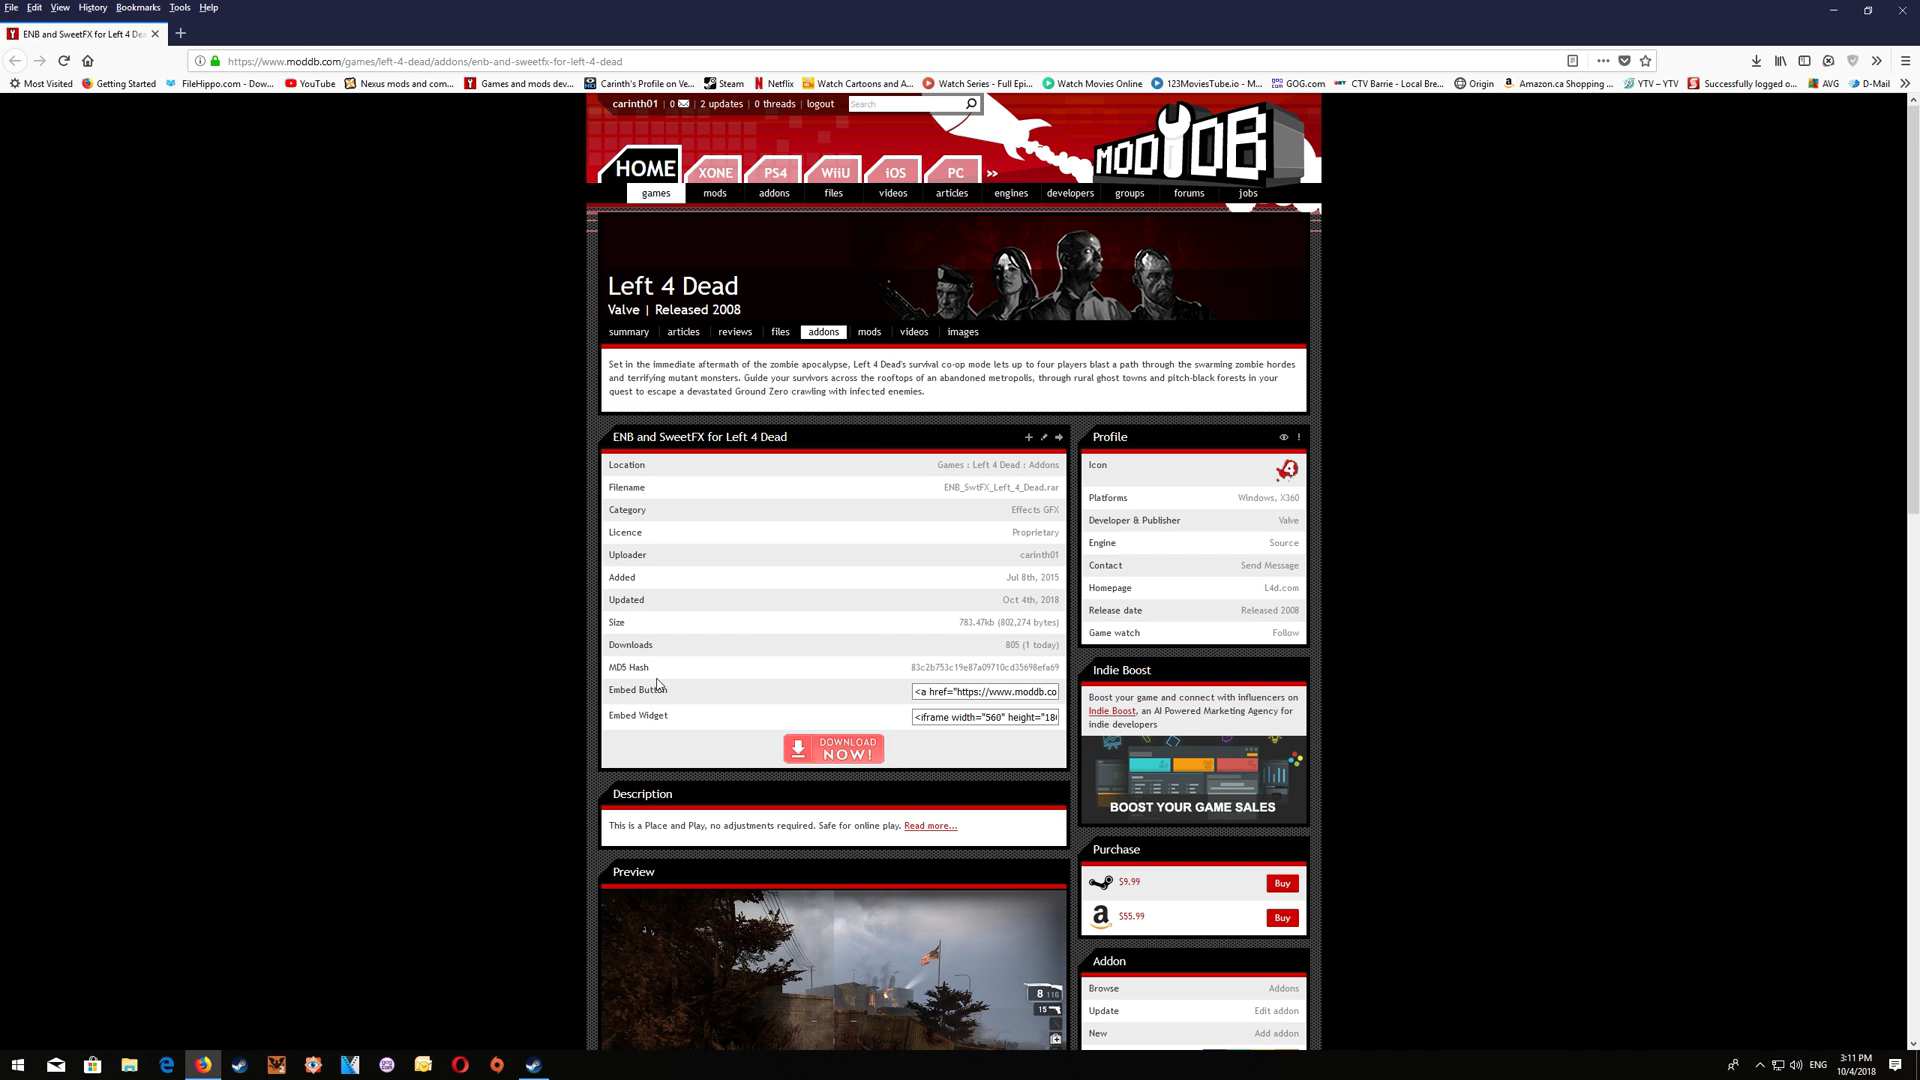 File Edit View History Bookmarks Tools Help
ENB and SweetFX for Left 4 Dea
https://www.moddb.com/games/left-4-dead/addons/enb-and-sweetfx-for-left-4-dead
Most Visited Getting Started FileHippo.com - Dow... YouTube Nexus mods and com... Games and mods dev... Carinth's Profile on Ve... Steam Netflix Watch Cartoons and A... Watch Series - Full Epi... Watch Movies Online 123MoviesTube.io - M... GOG.com CTV Barrie - Local Bre... Origin Amazon.ca Shopping ... YTV – YTV Successfully logged o... AVG D-Mail
carinth01 | 0 | 2 updates | 0 threads | logout Search
MODDB
HOME XONE PS4 WiiU iOS PC »
games mods addons files videos articles engines developers groups forums jobs
Left 4 Dead
Valve | Released 2008
summary articles reviews files addons mods videos images
Set in the immediate aftermath of the zombie apocalypse, Left 4 Dead's survival co-op mode lets up to four players blast a path through the swarming zombie hordes
and terrifying mutant monsters. Guide your survivors across the rooftops of an abandoned metropolis, through rural ghost towns and pitch-black forests in your
quest to escape a devastated Ground Zero crawling with infected enemies.
ENB and SweetFX for Left 4 Dead
Location Games : Left 4 Dead : Addons
Filename ENB_SwtFX_Left_4_Dead.rar
Category Effects GFX
Licence Proprietary
Uploader carinth01
Added Jul 8th, 2015
Updated Oct 4th, 2018
Size 783.47kb (802,274 bytes)
Downloads 805 (1 today)
MD5 Hash 83c2b753c19e87a09710cd35698efa69
Embed Button <a href="https://www.moddb.co
Embed Widget <iframe width="560" height="18
DOWNLOAD
NOW!
Description
This is a Place and Play, no adjustments required. Safe for online play. Read more...
Preview
8 116
15
Profile
Icon
Platforms Windows, X360
Developer & Publisher Valve
Engine Source
Contact Send Message
Homepage L4d.com
Release date Released 2008
Game watch Follow
Indie Boost
Boost your game and connect with influencers on
Indie Boost, an AI Powered Marketing Agency for
indie developers
BOOST YOUR GAME SALES
Purchase
$9.99 Buy
$55.99 Buy
Addon
Browse Addons
Update Edit addon
New Add addon
ENG
3:11 PM
10/4/2018